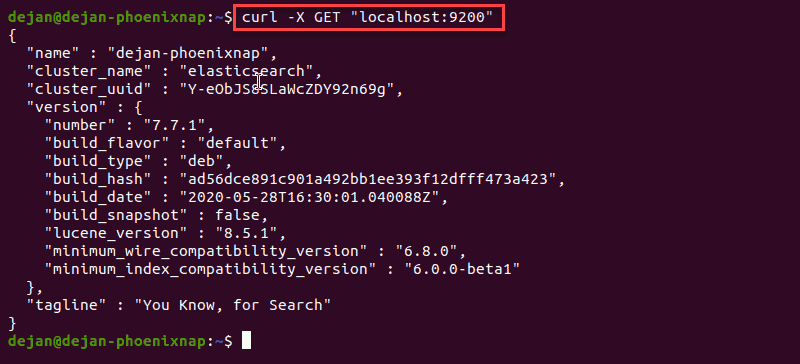 dejan@dejan-phoenixnap:~$ curl -X GET "localhost:9200"
{
  "name" : "dejan-phoenixnap",
  "cluster_name" : "elasticsearch",
  "cluster_uuid" : "Y-eObJS8SLaWcZDY92n69g",
  "version" : {
    "number" : "7.7.1",
    "build_flavor" : "default",
    "build_type" : "deb",
    "build_hash" : "ad56dce891c901a492bb1ee393f12dfff473a423",
    "build_date" : "2020-05-28T16:30:01.040088Z",
    "build_snapshot" : false,
    "lucene_version" : "8.5.1",
    "minimum_wire_compatibility_version" : "6.8.0",
    "minimum_index_compatibility_version" : "6.0.0-beta1"
  },
  "tagline" : "You Know, for Search"
}
dejan@dejan-phoenixnap:~$